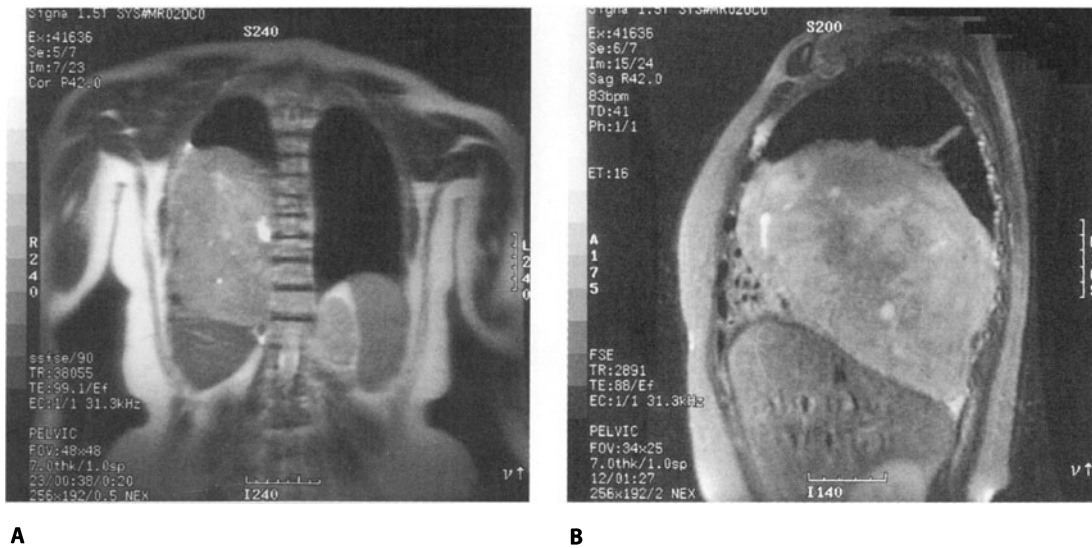 Signa 1.5T SYS#MR020C0
Ex:41636
Se:5/7
Im:7/23
Cor P42.0
S240
R
2
4
0
L
2
4
0
ssfse/90
TR:38055
TE:99.1/Ef
EC:1/1 31.3kHz
PELVIC
FOV:48x48
7.0thk/1.0sp
23/00:38/0:20
256x192/0.5 NEX
I240
A
Signa 1.5T SYS#MR020C0
Ex:41636
Se:6/7
Im:15/24
Sag R42.0
83bpm
TD:41
Ph:1/1
ET:16
S200
A
1
7
5
FSE
TR:2891
TE:88/Ef
EC:1/1 31.3kHz
PELVIC
FOV:34x25
7.0thk/1.0sp
12/01:27
256x192/2 NEX
I140
B